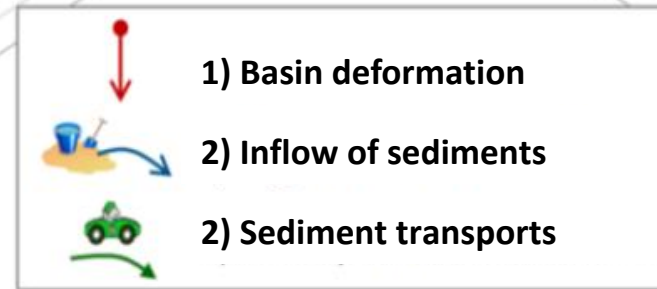 1) Basin deformation
2) Inflow of sediments
2) Sediment transports